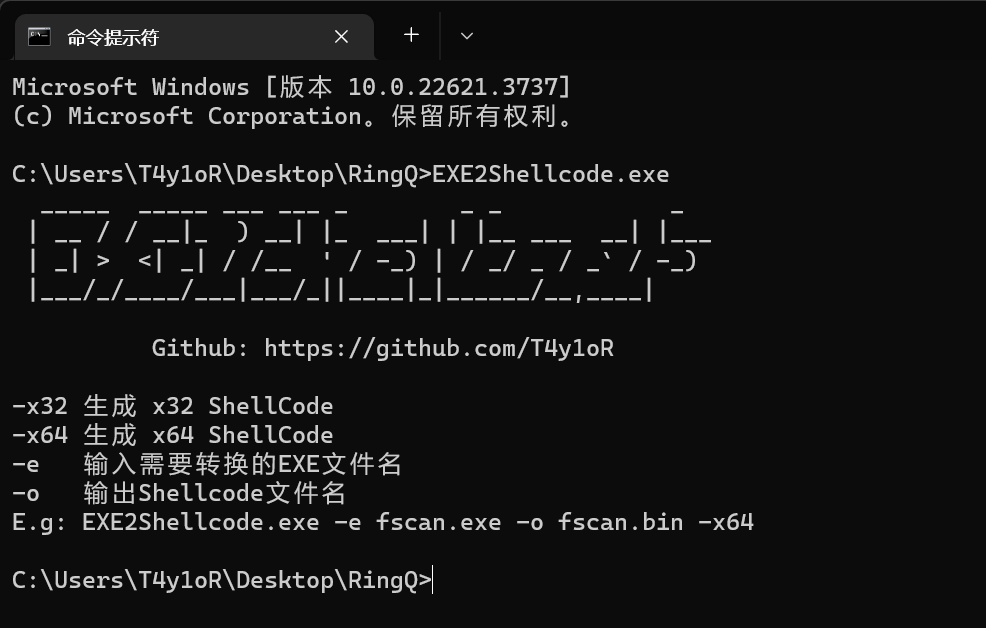 命令提示符
Microsoft Windows [版本 10.0.22621.3737]
(c) Microsoft Corporation。保留所有权利。
C:\Users\T4y1oR\Desktop\RingQ>EXE2Shellcode.exe
  _____  _____ ___ ___ _        _ _            _
 | __ / / __|_  ) __| |_  ___| | |__ ___  __| |___
 | _| >  <| _| / /__  ' / -_) | / _/ _ / _` / -_)
 |___/_/____/___|___/_||____|_|______/__,____|
Github: https://github.com/T4y1oR
-x32 生成 x32 ShellCode
-x64 生成 x64 ShellCode
-e   输入需要转换的EXE文件名
-o   输出Shellcode文件名
E.g: EXE2Shellcode.exe -e fscan.exe -o fscan.bin -x64
C:\Users\T4y1oR\Desktop\RingQ>